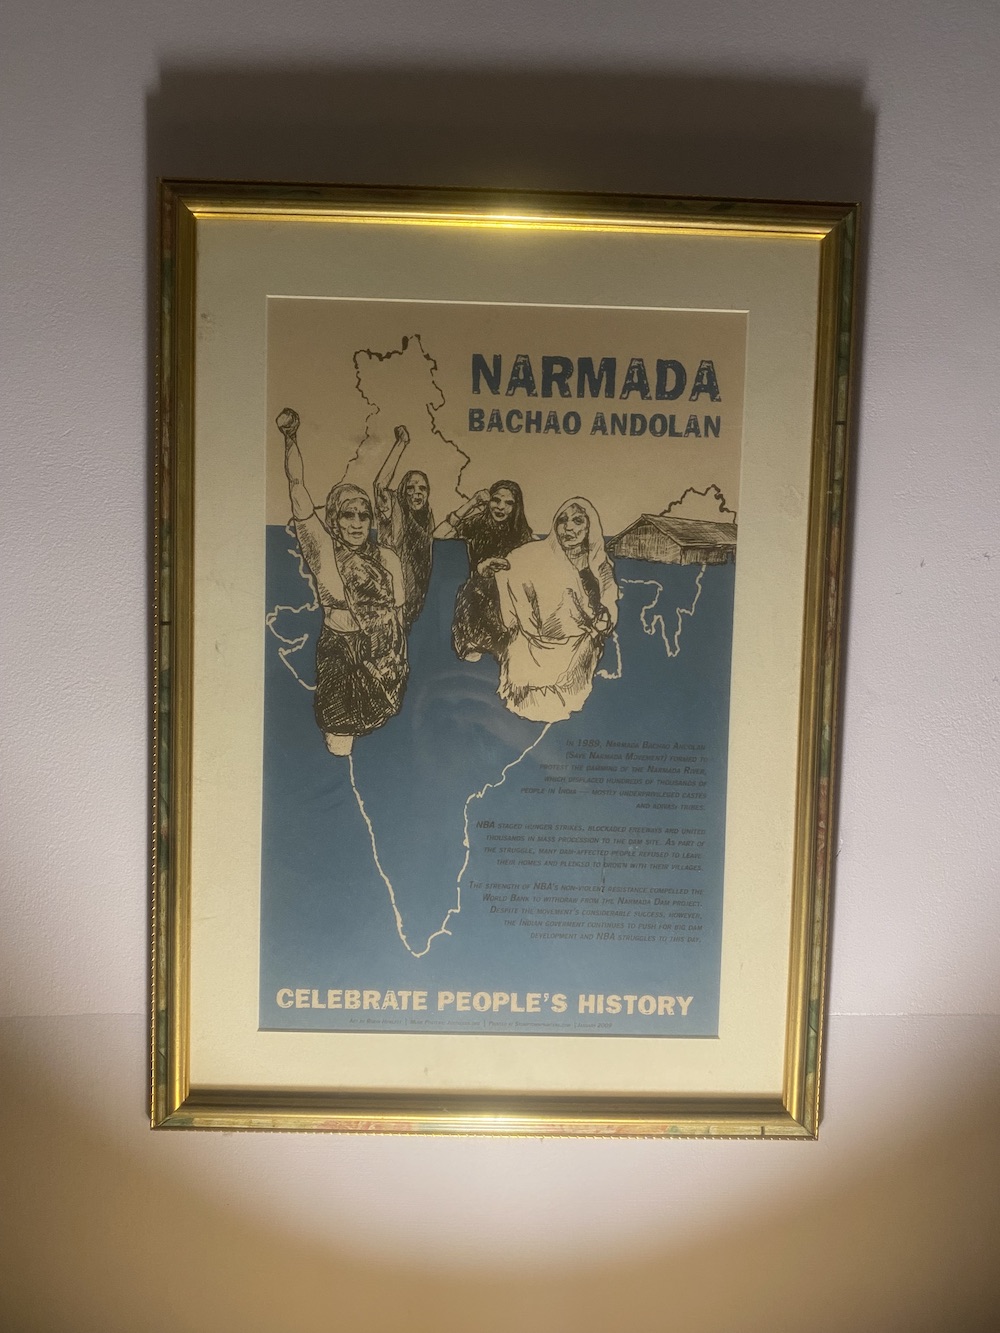 NARMADA
BACHAO ANDOLAN
IN 1989, NARMADA BACHAO ANDOLAN
(SAVE NARMADA MOVEMENT) FORMED TO
PROTEST THE DAMMING OF THE NARMADA RIVER,
WHICH DISPLACED HUNDREDS OF THOUSANDS OF
PEOPLE IN INDIA — MOSTLY UNDERPRIVILEGED CASTES
AND ADIVASI TRIBES.
NBA STAGED HUNGER STRIKES, BLOCKADED FREEWAYS AND UNITED
THOUSANDS IN MASS PROCESSION TO THE DAM SITE. AS PART OF
THE STRUGGLE, MANY DAM-AFFECTED PEOPLE REFUSED TO LEAVE
THEIR HOMES AND PLEDGED TO DROWN WITH THEIR VILLAGES.
THE STRENGTH OF NBA'S NON-VIOLENT RESISTANCE COMPELLED THE
WORLD BANK TO WITHDRAW FROM THE NARMADA DAM PROJECT.
DESPITE THE MOVEMENT'S CONSIDERABLE SUCCESS, HOWEVER,
THE INDIAN GOVERMENT CONTINUES TO PUSH FOR BIG DAM
DEVELOPMENT AND NBA STRUGGLES TO THIS DAY.
CELEBRATE PEOPLE'S HISTORY